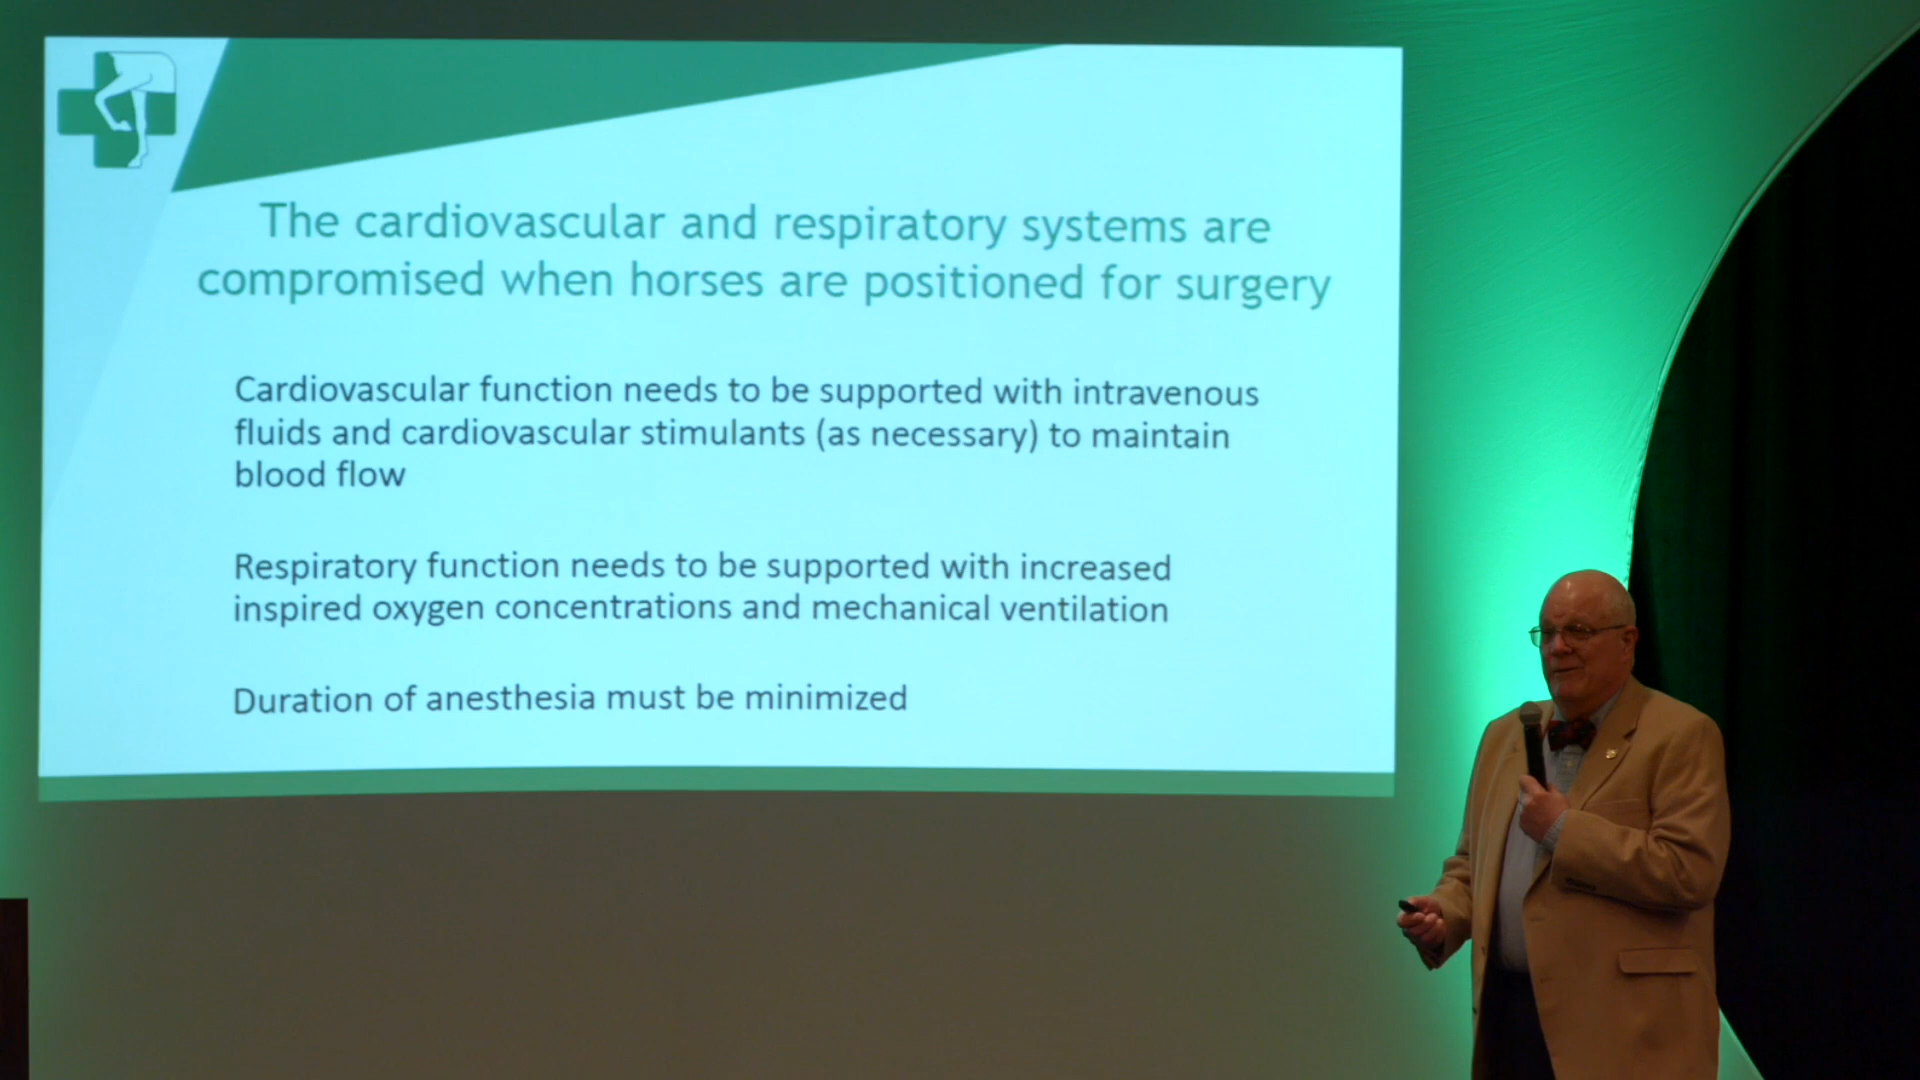 The cardiovascular and respiratory systems are
compromised when horses are positioned for surgery
Cardiovascular function needs to be supported with intravenous
fluids and cardiovascular stimulants (as necessary) to maintain
blood flow
Respiratory function needs to be supported with increased
inspired oxygen concentrations and mechanical ventilation
Duration of anesthesia must be minimized